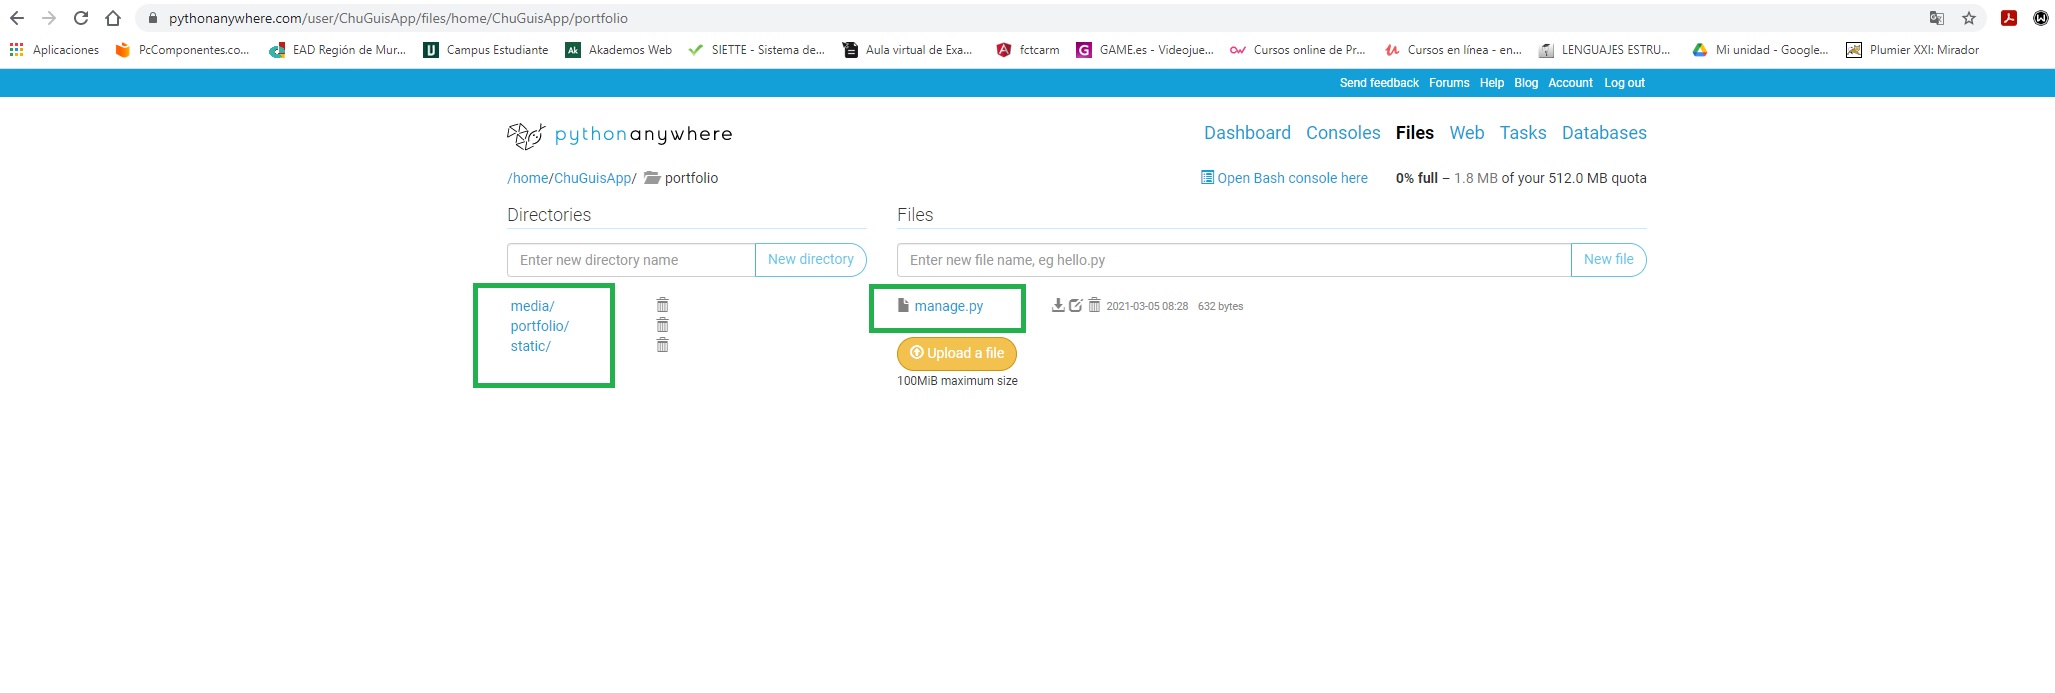 pythonanywhere.com/user/ChuGuisApp/files/home/ChuGuisApp/portfolio
Aplicaciones PcComponentes.co... EAD Región de Mur... Campus Estudiante Akademos Web SIETTE - Sistema de... Aula virtual de Exa... fctcarm GAME.es - Videojue... Cursos online de Pr... Cursos en línea - en... LENGUAJES ESTRU... Mi unidad - Google... Plumier XXI: Mirador
Send feedback Forums Help Blog Account Log out
pythonanywhere
Dashboard Consoles Files Web Tasks Databases
/home/ChuGuisApp/ portfolio
Open Bash console here 0% full – 1.8 MB of your 512.0 MB quota
Directories
Files
Enter new directory name New directory
Enter new file name, eg hello.py New file
media/
portfolio/
static/
manage.py 2021-03-05 08:28 632 bytes
Upload a file
100MiB maximum size